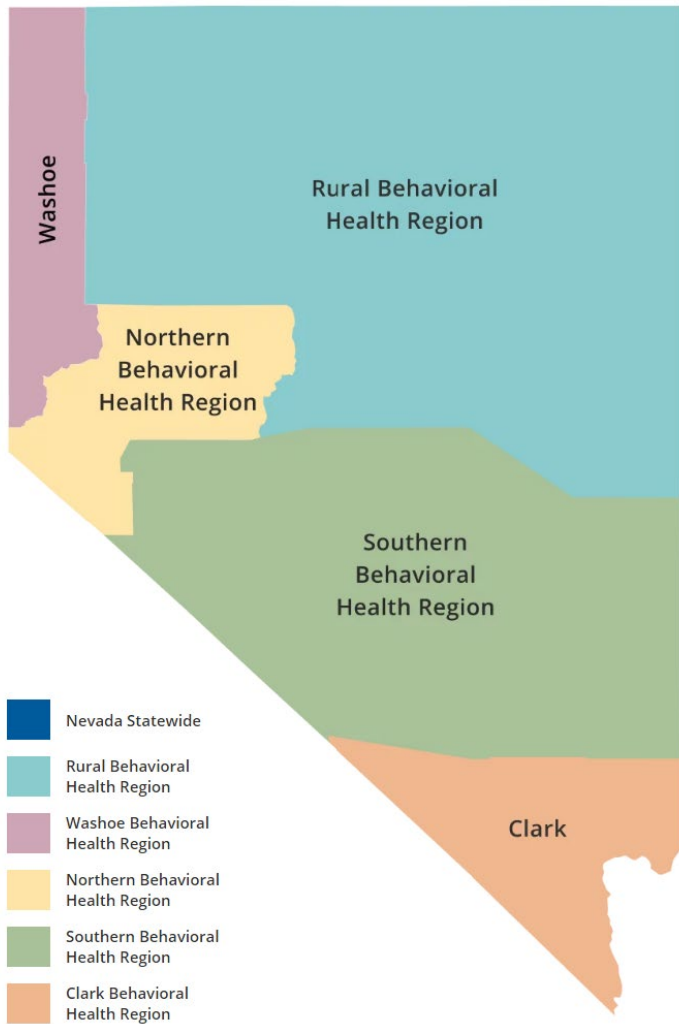 Washoe
Rural Behavioral
Health Region
Northern
Behavioral
Health Region
Southern
Behavioral
Health Region
Clark
Nevada Statewide
Rural Behavioral
Health Region
Washoe Behavioral
Health Region
Northern Behavioral
Health Region
Southern Behavioral
Health Region
Clark Behavioral
Health Region